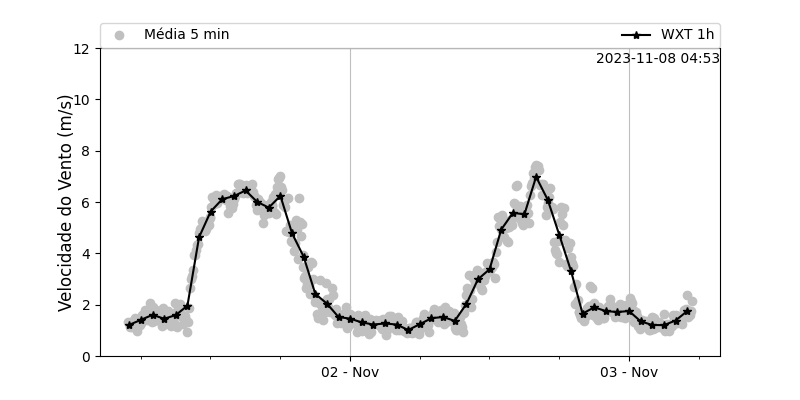 Média 5 min
WXT 1h
2023-11-08 04:53
Velocidade do Vento (m/s)
12
10
8
6
4
2
0
02 - Nov
03 - Nov